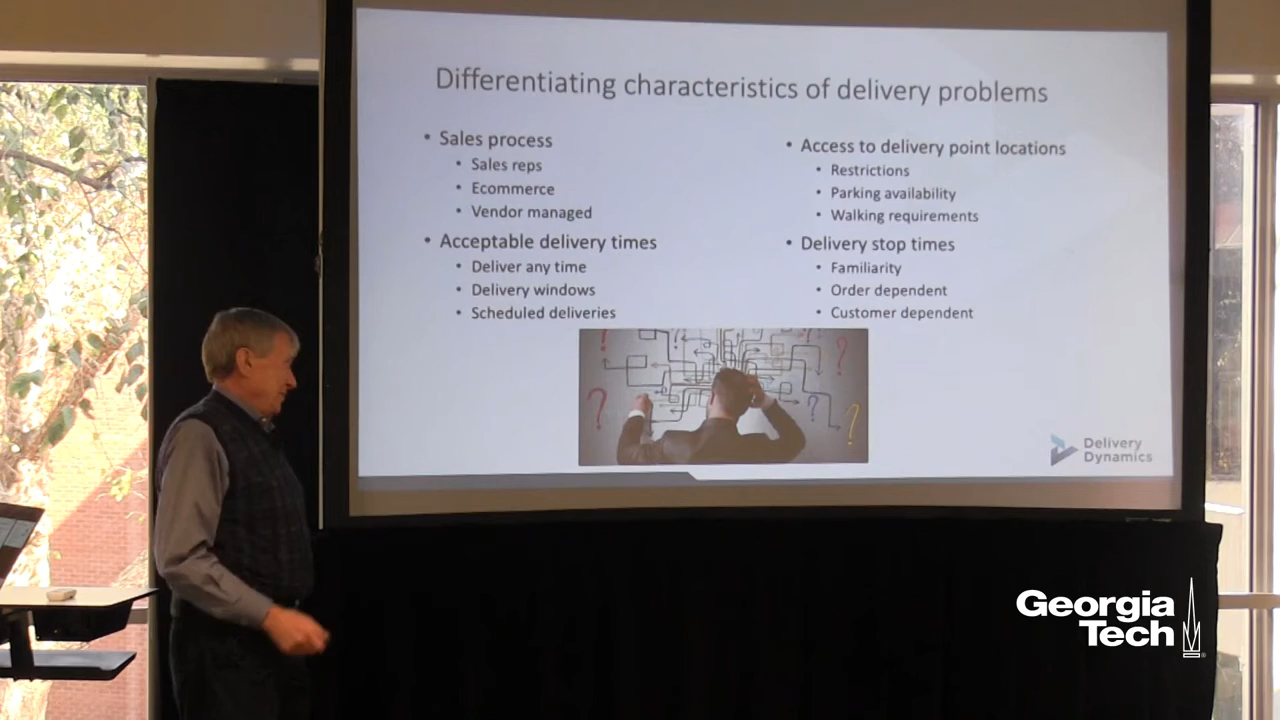 Differentiating characteristics of delivery problems
• Sales process
• Sales reps
• Ecommerce
• Vendor managed
• Acceptable delivery times
• Deliver any time
• Delivery windows
• Scheduled deliveries
• Access to delivery point locations
• Restrictions
• Parking availability
• Walking requirements
• Delivery stop times
• Familiarity
• Order dependent
• Customer dependent
? ? ? ? ? ?
Delivery
Dynamics
Georgia
Tech